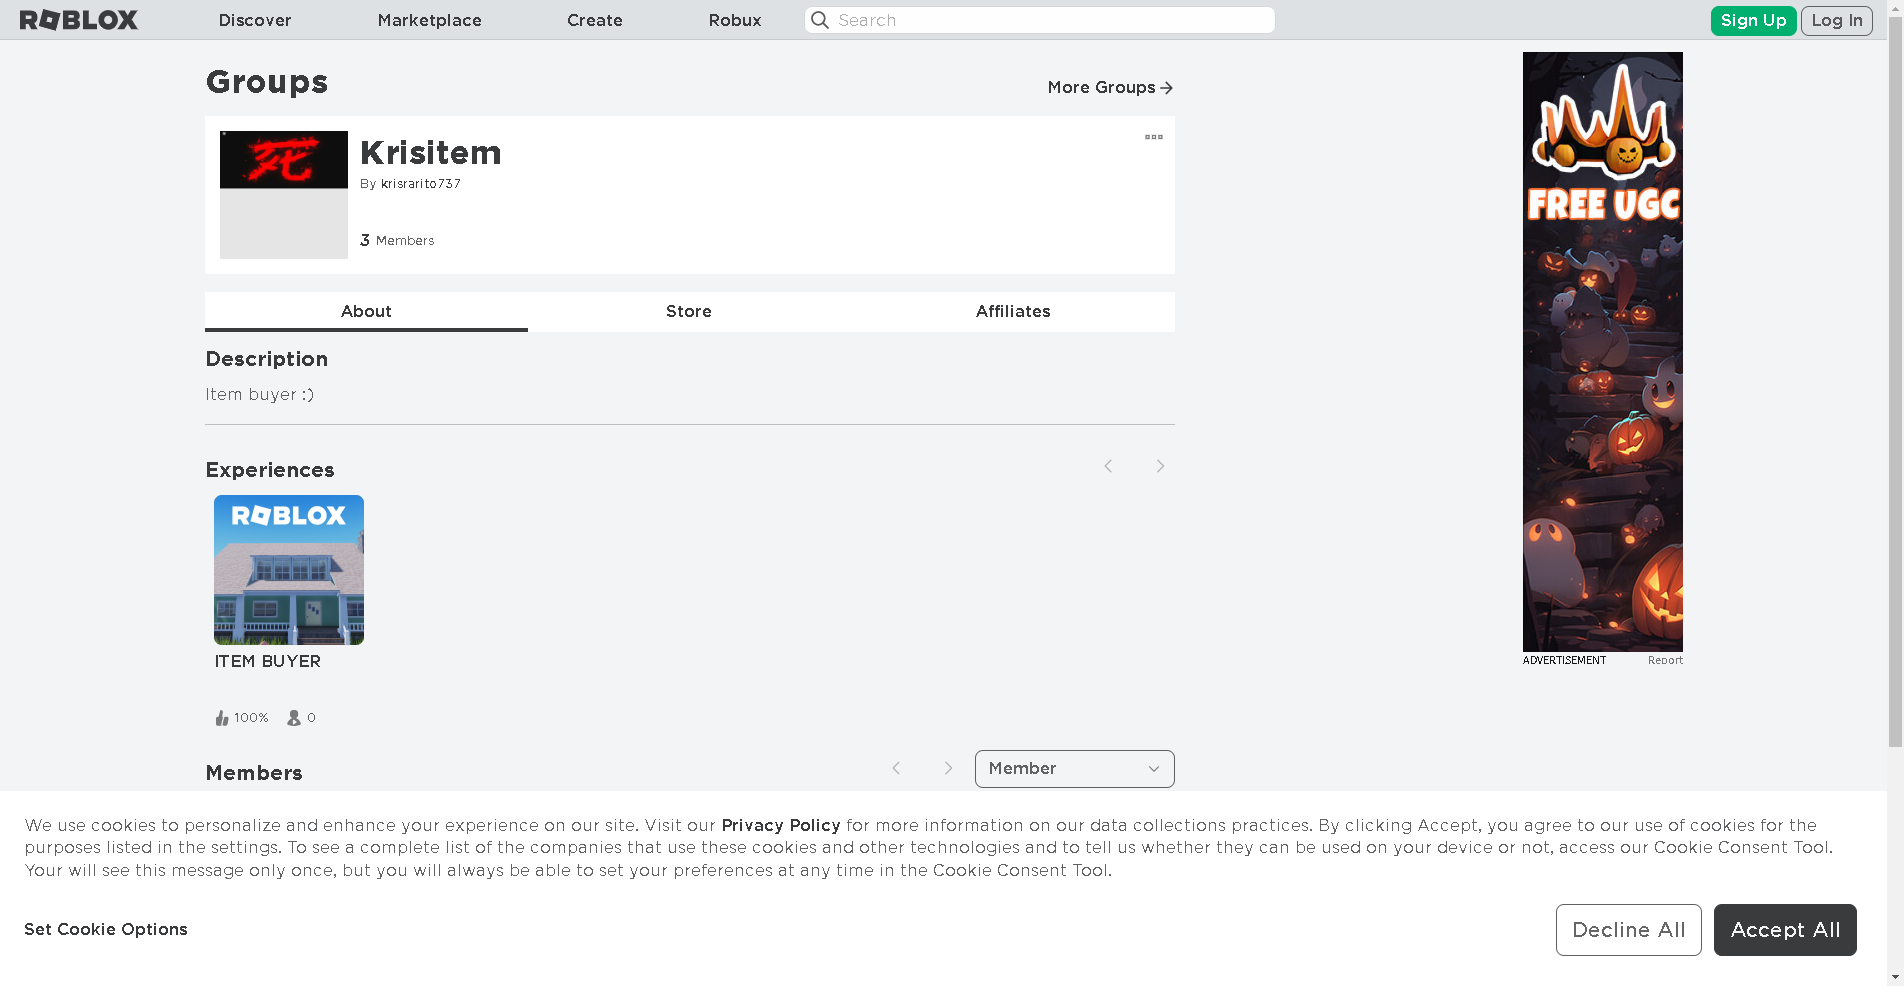 ROBLOX
Discover
Marketplace
Create
Robux
Search
Sign Up
Log In
Groups
More Groups
死
Krisitem
By krisrarito737
3 Members
About
Store
Affiliates
Description
Item buyer :)
Experiences
ROBLOX
ITEM BUYER
100%
0
Members
Member
FREE UGC
ADVERTISEMENT
Report
We use cookies to personalize and enhance your experience on our site. Visit our Privacy Policy for more information on our data collections practices. By clicking Accept, you agree to our use of cookies for the
purposes listed in the settings. To see a complete list of the companies that use these cookies and other technologies and to tell us whether they can be used on your device or not, access our Cookie Consent Tool.
Your will see this message only once, but you will always be able to set your preferences at any time in the Cookie Consent Tool.
Set Cookie Options
Decline All
Accept All